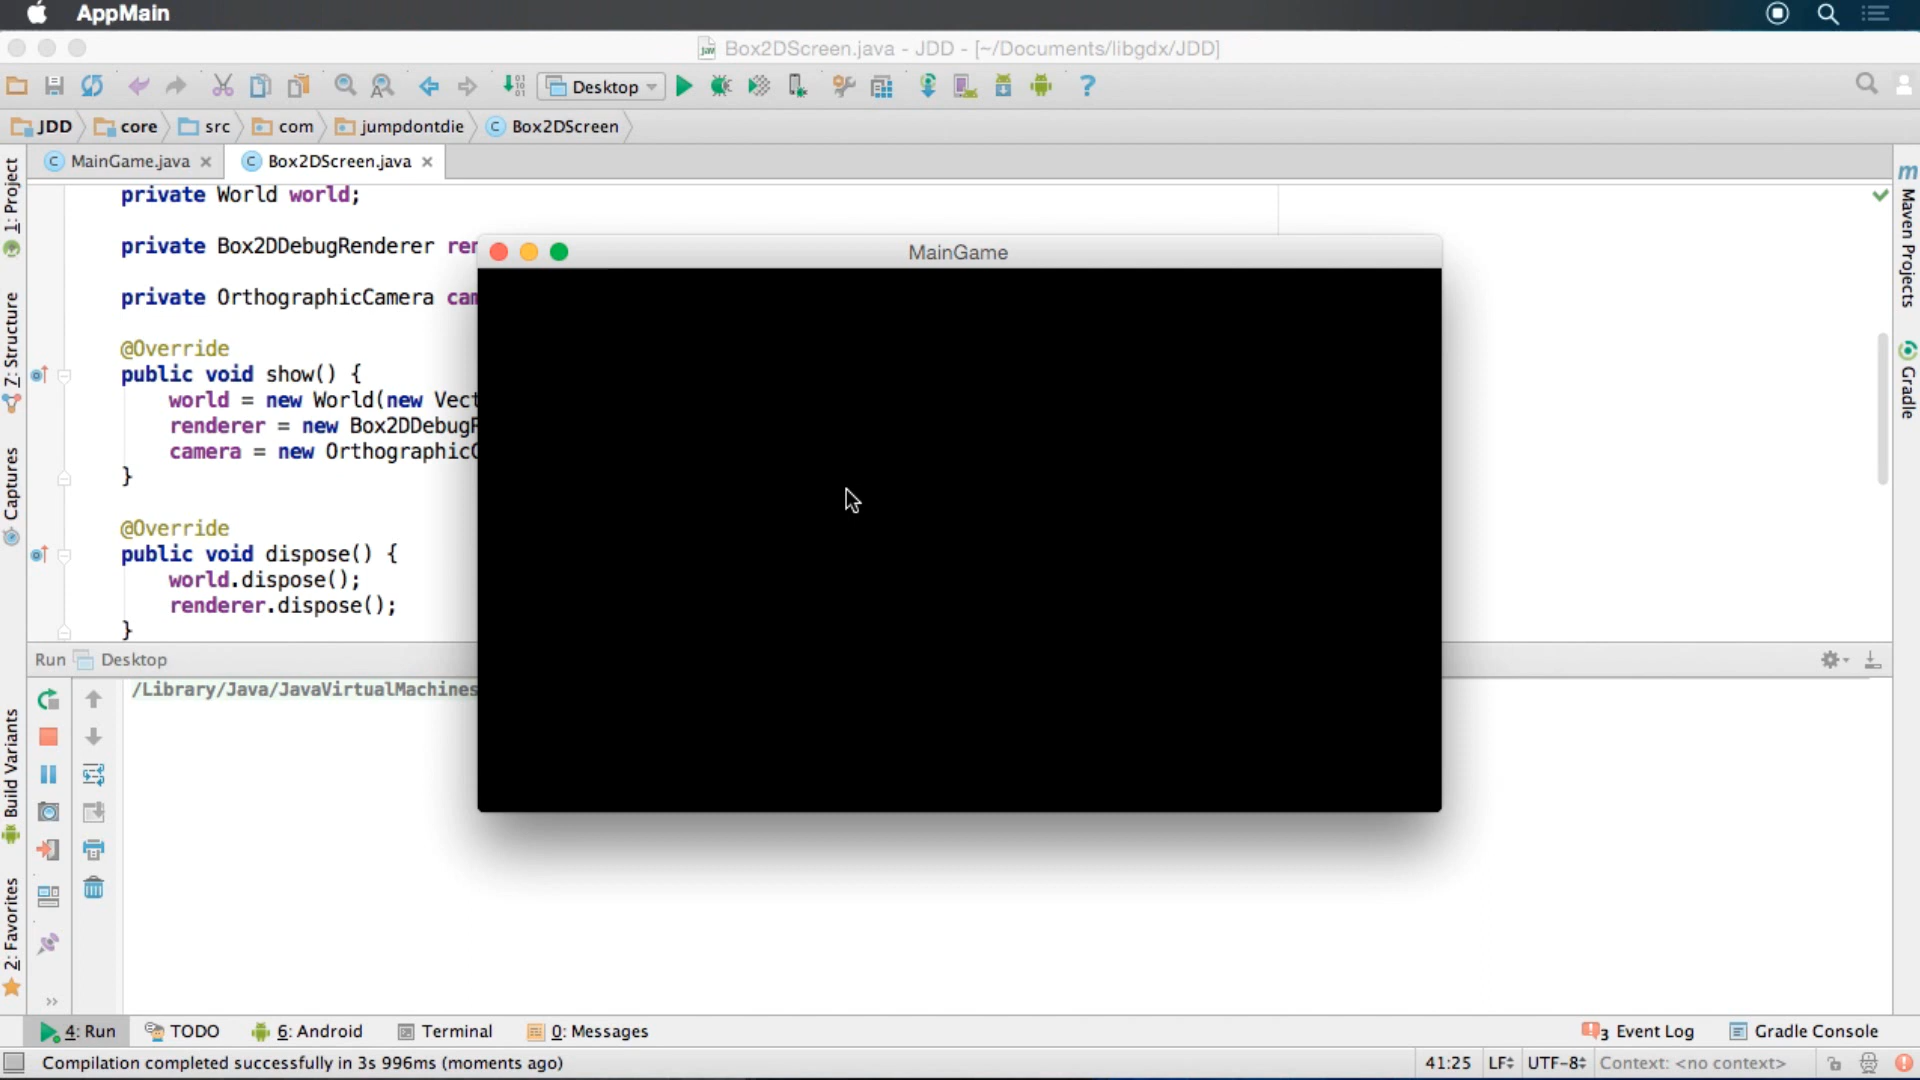 AppMain
Box2DScreen.java - JDD - [~/Documents/libgdx/JDD]
Desktop
JDD core src com jumpdontdie Box2DScreen
MainGame.java Box2DScreen.java
private World world;
private Box2DDebugRenderer ren
private OrthographicCamera cam
@Override
public void show() {
world = new World(new Vect
renderer = new Box2DDebugR
camera = new OrthographicC
}
@Override
public void dispose() {
world.dispose();
renderer.dispose();
}
MainGame
1: Project
7: Structure
Captures
Build Variants
2: Favorites
Maven Projects
Gradle
Run Desktop
/Library/Java/JavaVirtualMachines
4: Run TODO 6: Android Terminal 0: Messages
3 Event Log Gradle Console
Compilation completed successfully in 3s 996ms (moments ago)
41:25 LF UTF-8 Context: <no context>